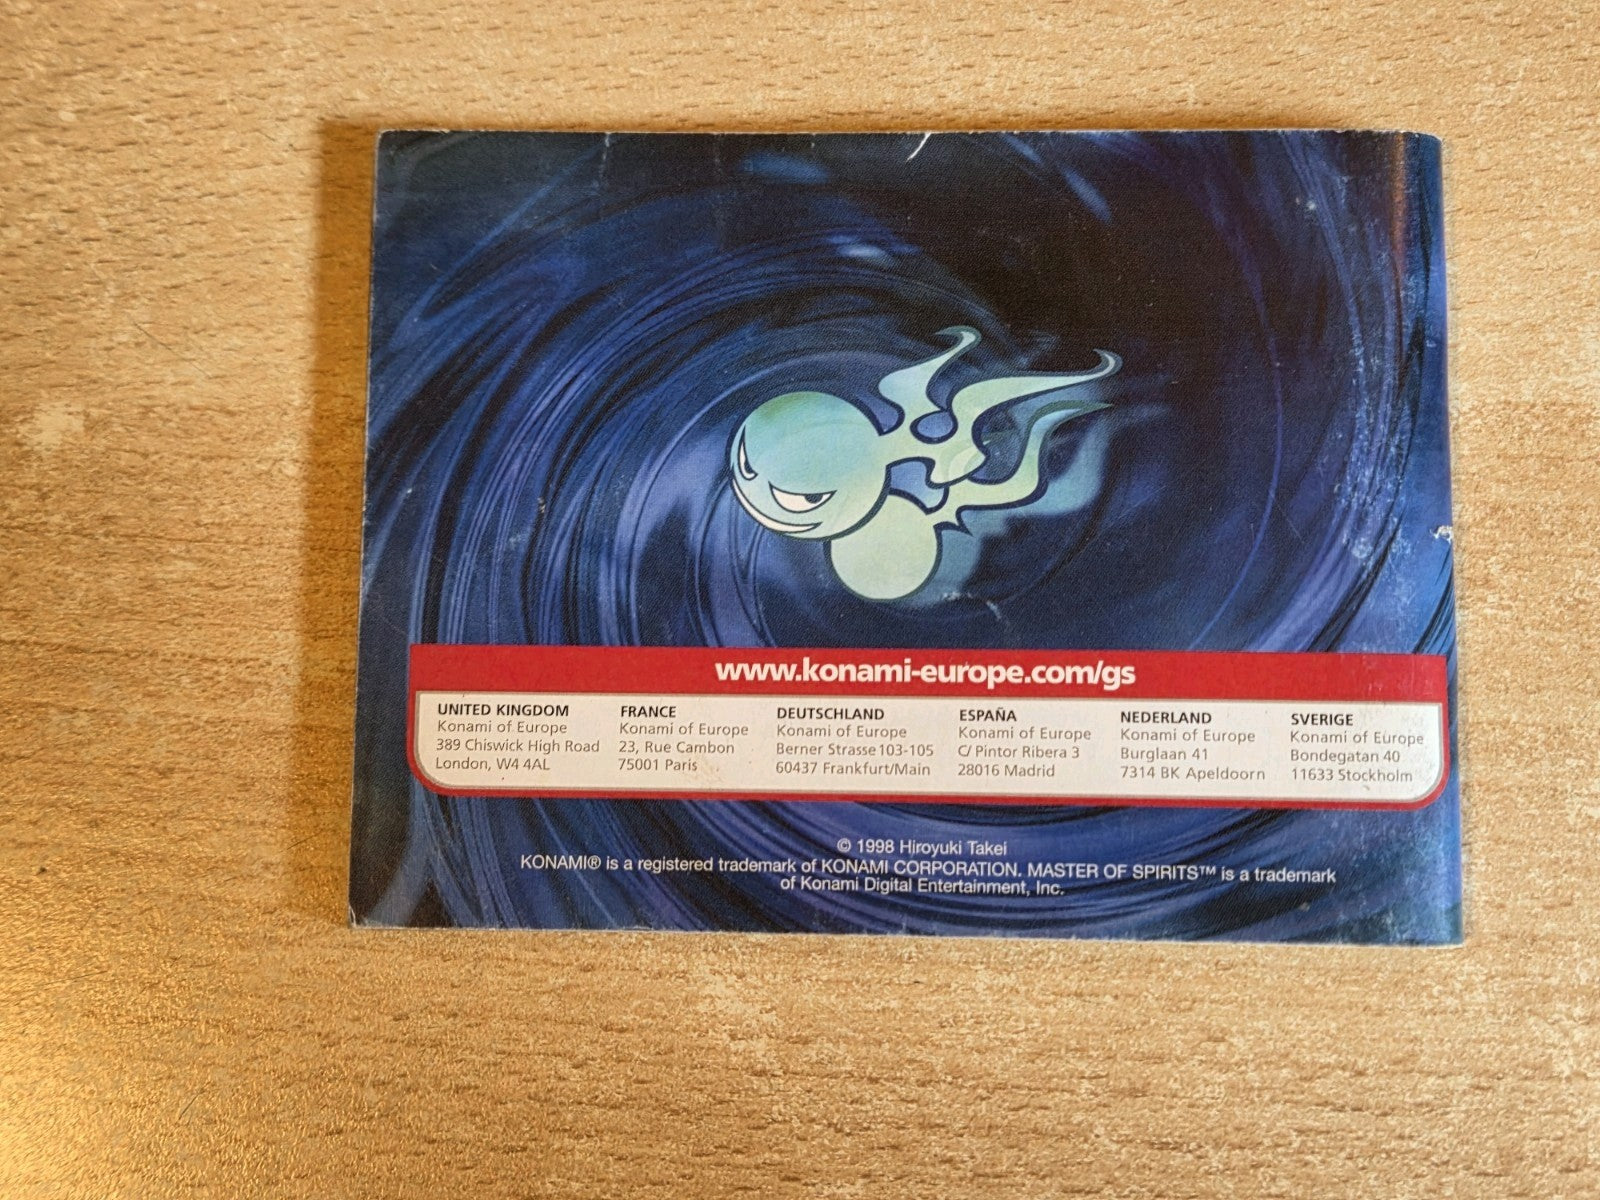 www.konami-europe.com/gs
UNITED KINGDOM
Konami of Europe
389 Chiswick High Road
London, W4 4AL
FRANCE
Konami of Europe
23, Rue Cambon
75001 Paris
DEUTSCHLAND
Konami of Europe
Berner Strasse 103-105
60437 Frankfurt/Main
ESPAÑA
Konami of Europe
C/ Pintor Ribera 3
28016 Madrid
NEDERLAND
Konami of Europe
Burglaan 41
7314 BK Apeldoorn
SVERIGE
Konami of Europe
Bondegatan 40
11633 Stockholm
© 1998 Hiroyuki Takei
KONAMI® is a registered trademark of KONAMI CORPORATION. MASTER OF SPIRITS™ is a trademark
of Konami Digital Entertainment, Inc.